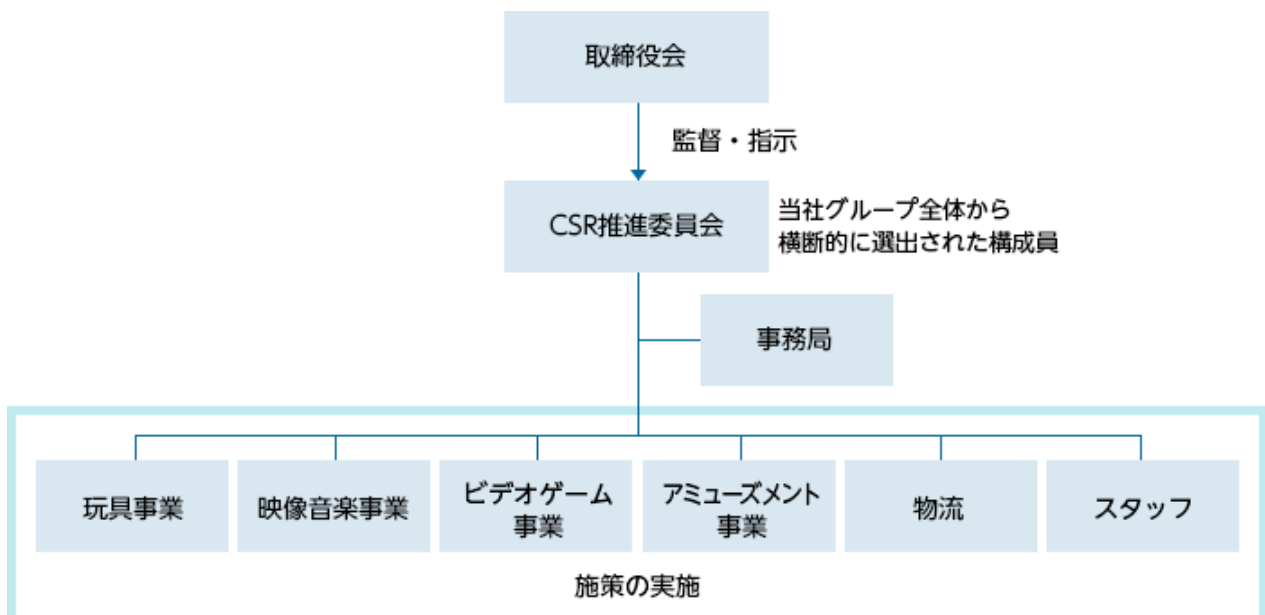 取締役会
監督・指示
CSR推進委員会
当社グループ全体から
横断的に選出された構成員
事務局
玩具事業
映像音楽事業
ビデオゲーム
事業
アミューズメント
事業
物流
スタッフ
施策の実施